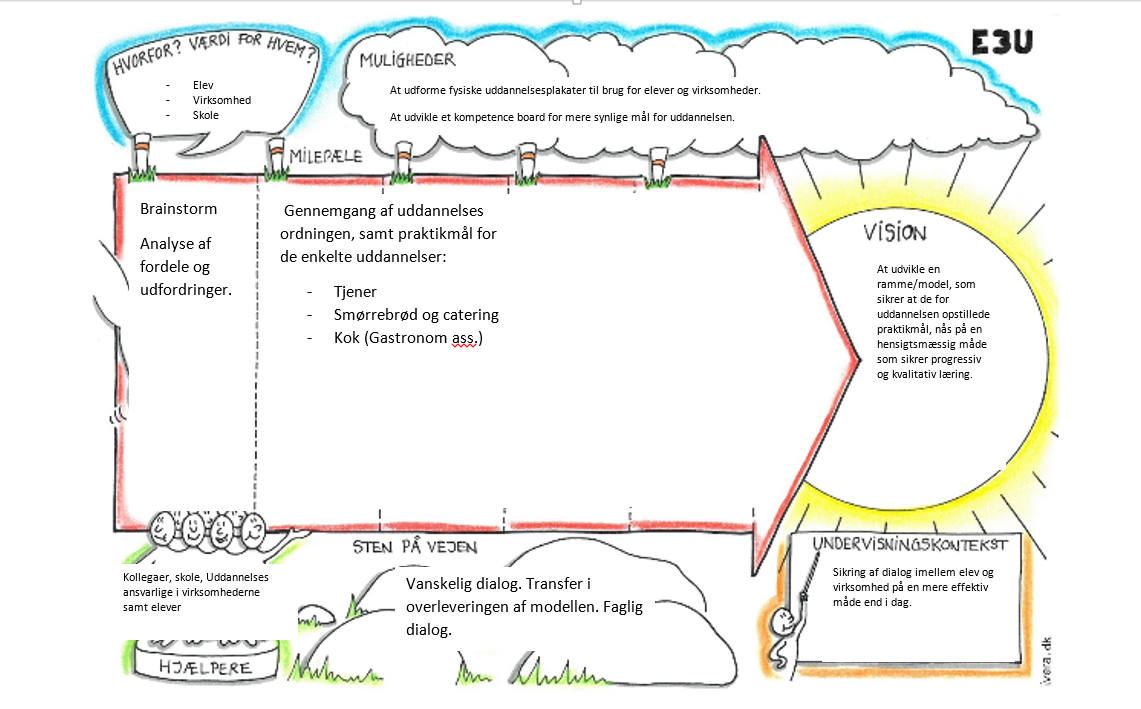 HVORFOR? VÆRDI FOR HVEM?
- Elev
- Virksomhed
- Skole
MULIGHEDER
At udforme fysiske uddannelsesplakater til brug for elever og virksomheder.
At udvikle et kompetence board for mere synlige mål for uddannelsen.
E3U
MILEPÆLE
Brainstorm
Analyse af
fordele og
udfordringer.
Gennemgang af uddannelses
ordningen, samt praktikmål for
de enkelte uddannelser:
- Tjener
- Smørrebrød og catering
- Kok (Gastronom ass.)
VISION
At udvikle en
ramme/model, som
sikrer at de for
uddannelsen opstillede
praktikmål, nås på en
hensigtsmæssig måde
som sikrer progressiv
og kvalitativ læring.
Kollegaer, skole, Uddannelses
ansvarlige i virksomhederne
samt elever
HJÆLPERE
STEN PÅ VEJEN
Vanskelig dialog. Transfer i
overleveringen af modellen. Faglig
dialog.
UNDERVISNINGSKONTEKST
Sikring af dialog imellem elev og
virksomhed på en mere effektiv
måde end i dag.
ivera.dk